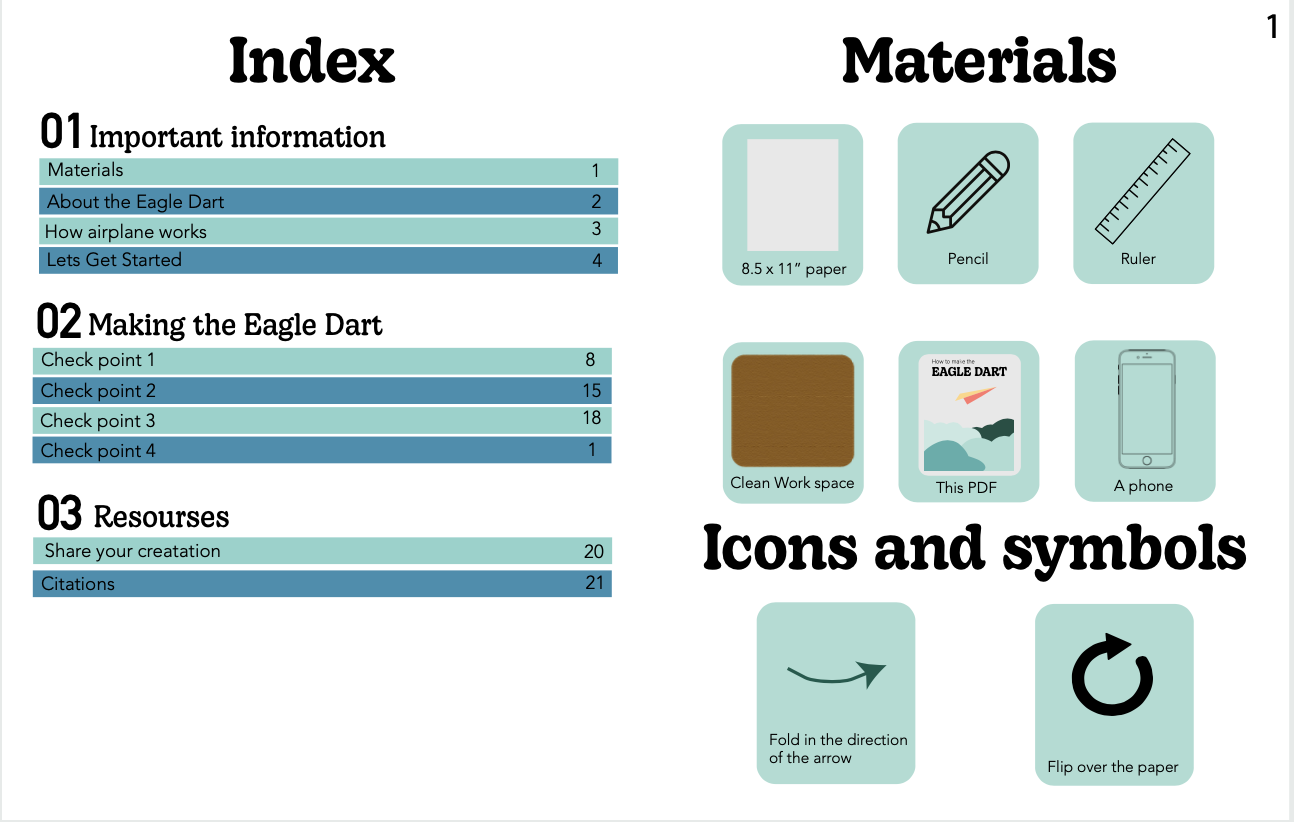 Index
01 Important information
Materials 1
About the Eagle Dart 2
How airplane works 3
Lets Get Started 4
02 Making the Eagle Dart
Check point 1 8
Check point 2 15
Check point 3 18
Check point 4 1
03 Resourses
Share your creatation 20
Citations 21
1
Materials
8.5 x 11” paper
Pencil
Ruler
Clean Work space
How to make the
EAGLE DART
This PDF
A phone
Icons and symbols
Fold in the direction
of the arrow
Flip over the paper